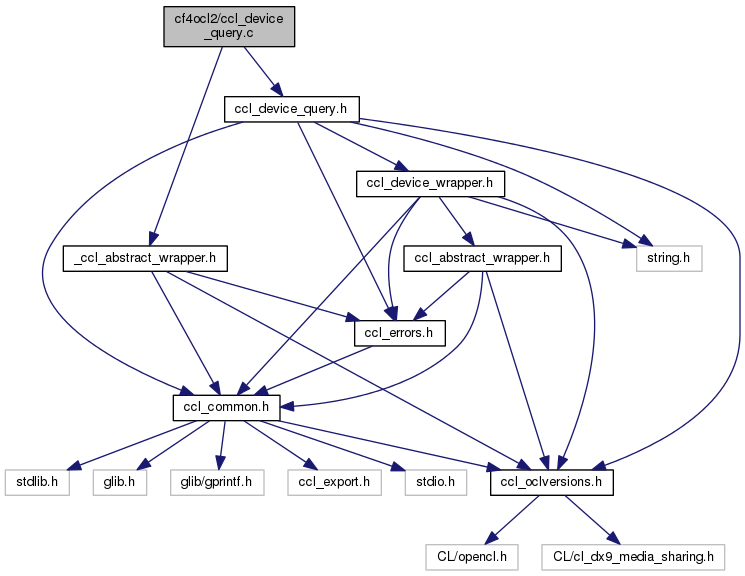 cf4ocl2/ccl_device
_query.c
ccl_device_query.h
ccl_device_wrapper.h
_ccl_abstract_wrapper.h
ccl_abstract_wrapper.h
string.h
ccl_errors.h
ccl_common.h
stdlib.h
glib.h
glib/gprintf.h
ccl_export.h
stdio.h
ccl_oclversions.h
CL/opencl.h
CL/cl_dx9_media_sharing.h